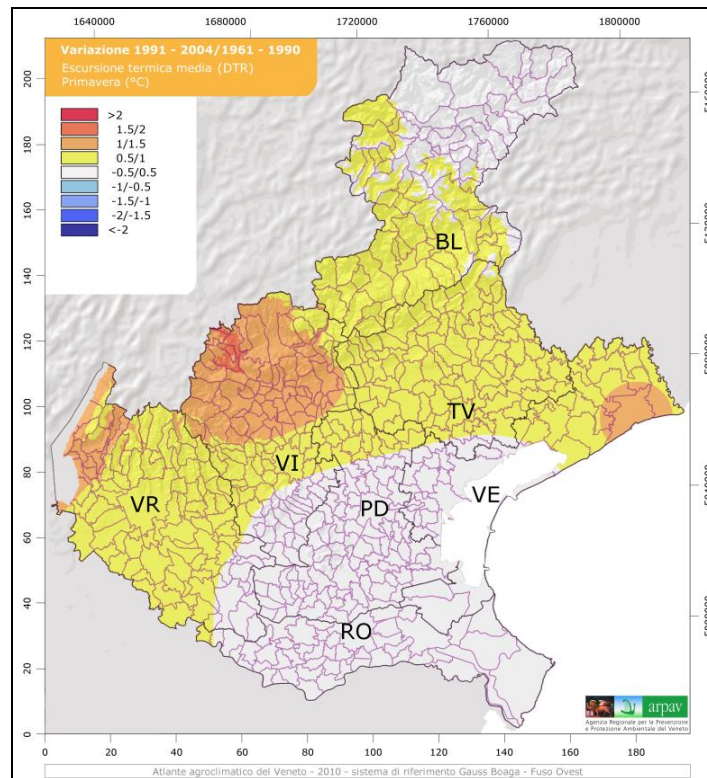 1640000 1680000 1720000 1760000 1800000
Variazione 1991 - 2004/1961 - 1990
Escursione termica media (DTR)
Primavera (°C)
>2
1.5/2
1/1.5
0.5/1
-0.5/0.5
-1/-0.5
-1.5/-1
-2/-1.5
<-2
200
180
160
140
120
100
80
60
40
20
0
BL
TV
VI
VR
PD
VE
RO
arpav
Agenzia Regionale per la Prevenzione
e Protezione Ambientale del Veneto
0 20 40 60 80 100 120 140 160 180
Atlante agroclimatico del Veneto - 2010 - sistema di riferimento Gauss Boaga - Fuso Ovest